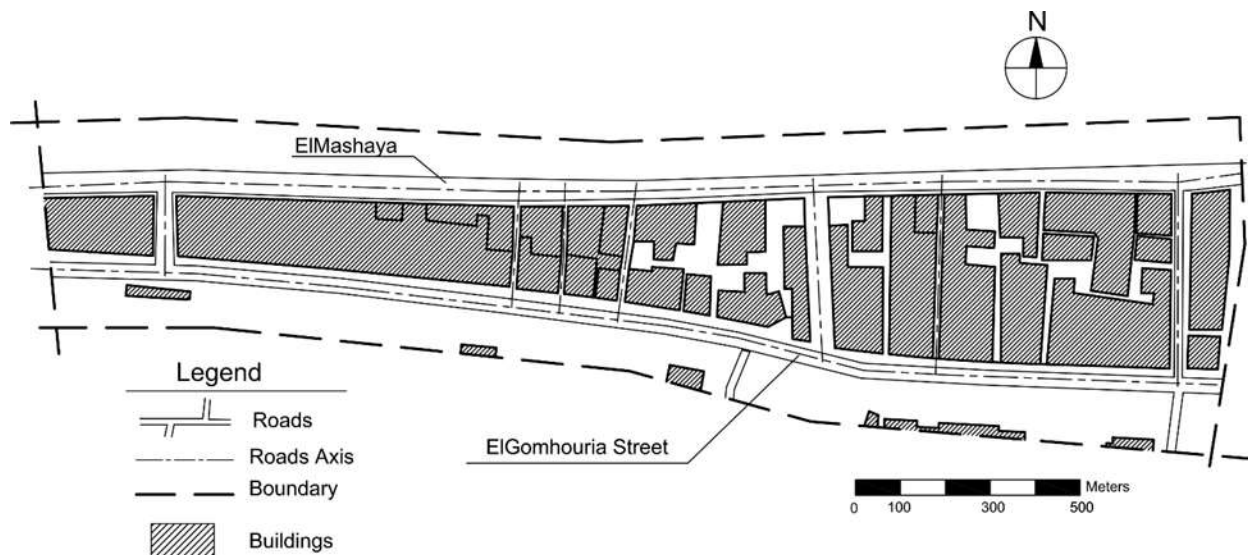 N
ElMashaya
Legend
Roads
Roads Axis
Boundary
Buildings
ElGomhouria Street
Meters
0 100 300 500